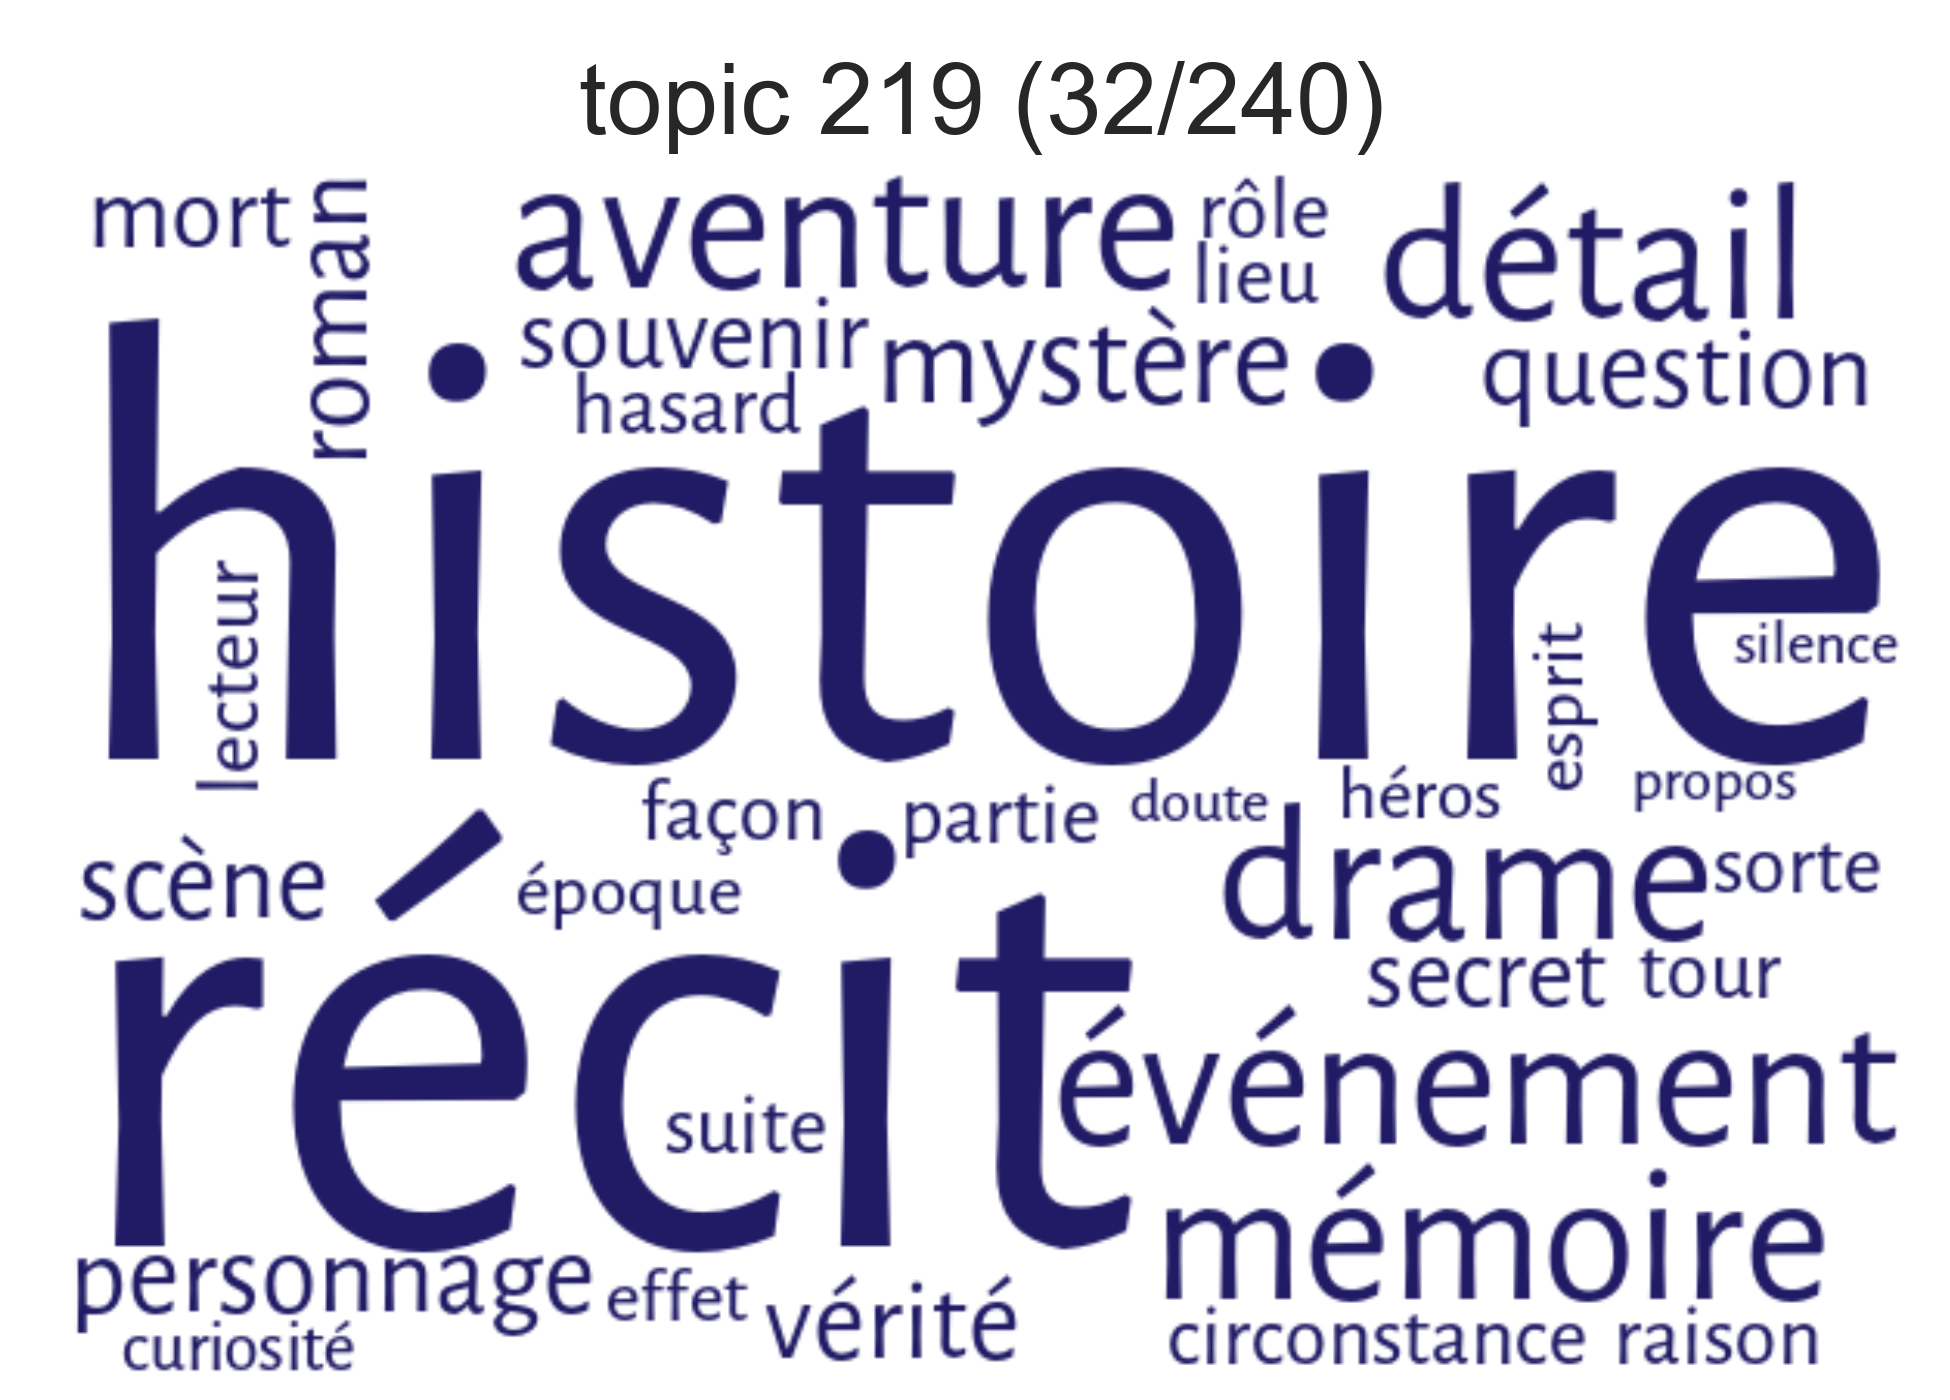 topic 219 (32/240)
mort
roman
aventure
rôle
lieu
détail
souvenir
hasard
mystère
question
histoire
lecteur
esprit
silence
façon
partie
doute
héros
propos
scène
époque
drame
sorte
récit
secret
tour
événement
suite
mémoire
personnage
effet
vérité
curiosité
circonstance
raison